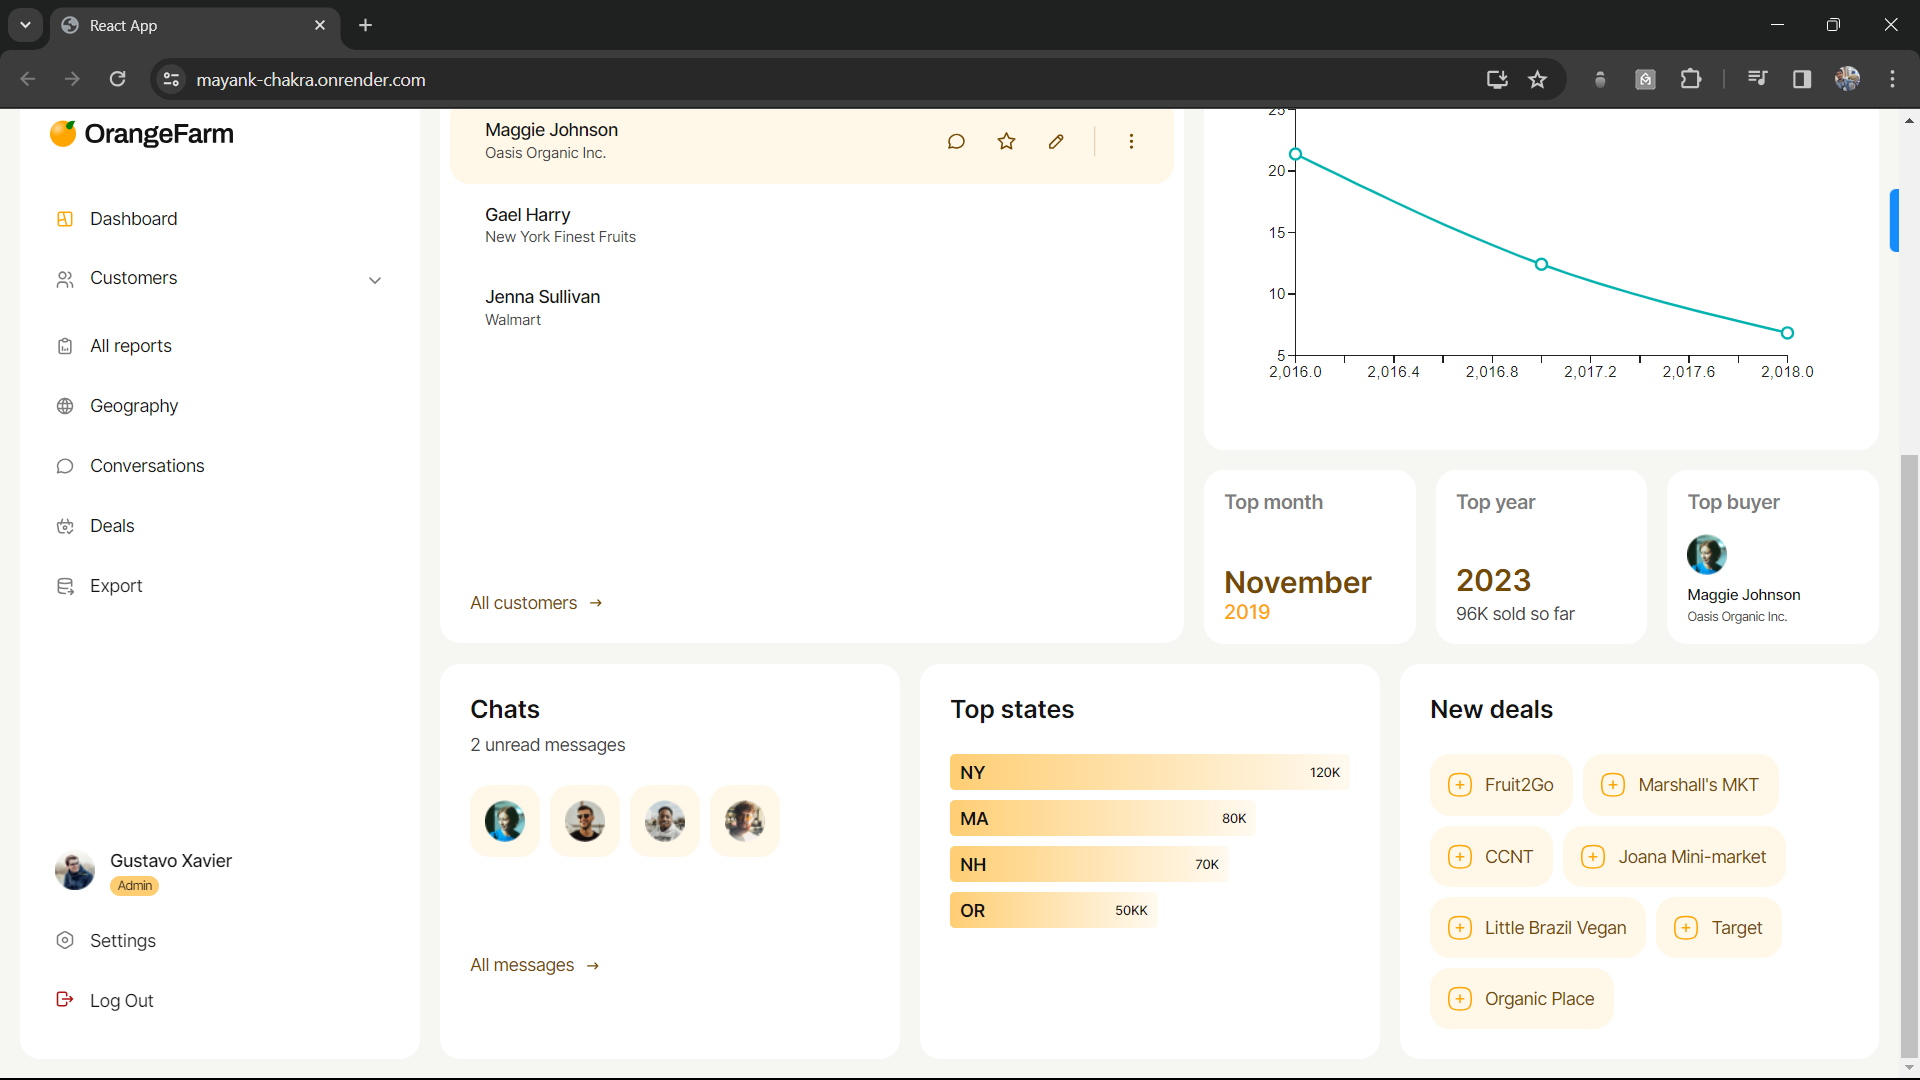 React App
mayank-chakra.onrender.com
OrangeFarm
Dashboard
Customers
All reports
Geography
Conversations
Deals
Export
Gustavo Xavier
Admin
Settings
Log Out
Maggie Johnson
Oasis Organic Inc.
Gael Harry
New York Finest Fruits
Jenna Sullivan
Walmart
All customers →
25
20
15
10
5
2,016.0 2,016.4 2,016.8 2,017.2 2,017.6 2,018.0
Top month
November
2019
Top year
2023
96K sold so far
Top buyer
Maggie Johnson
Oasis Organic Inc.
Chats
2 unread messages
All messages →
Top states
NY 120K
MA 80K
NH 70K
OR 50KK
New deals
Fruit2Go Marshall's MKT
CCNT Joana Mini-market
Little Brazil Vegan Target
Organic Place